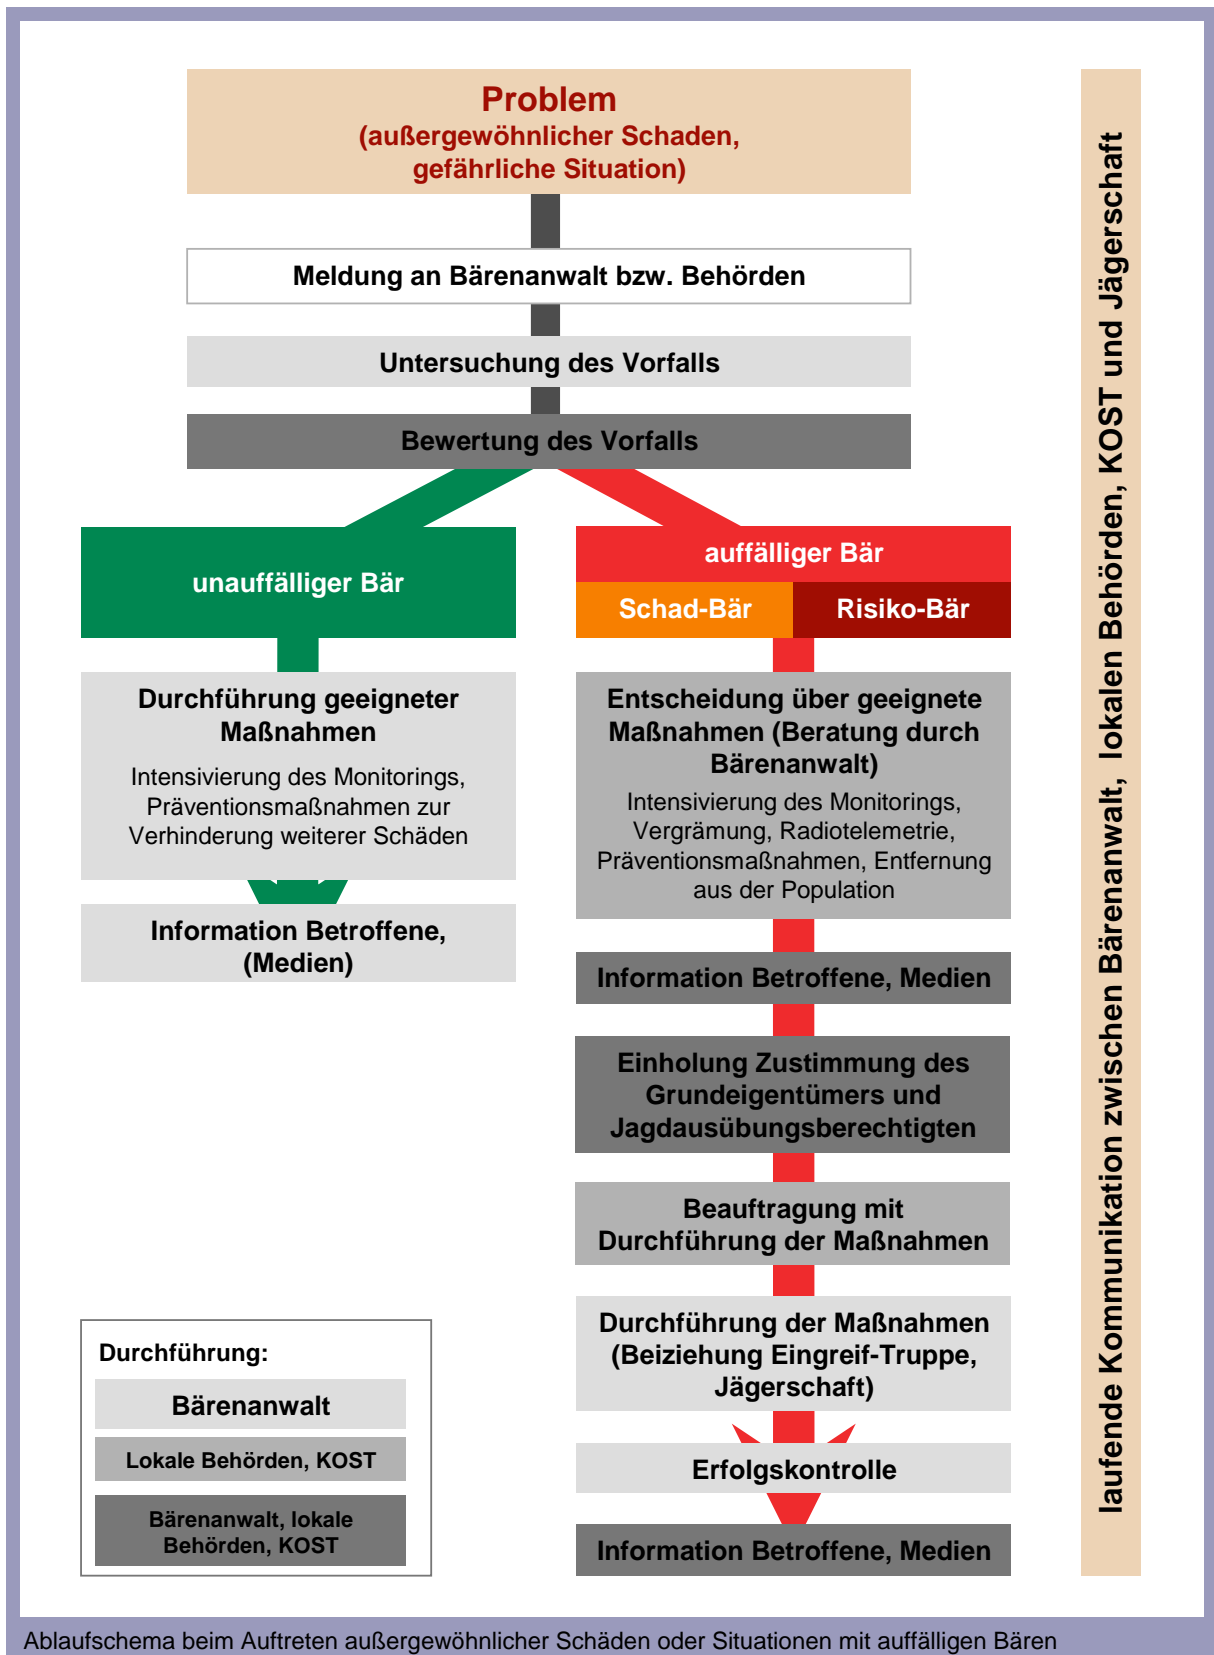 Problem
(außergewöhnlicher Schaden,
gefährliche Situation)
Meldung an Bärenanwalt bzw. Behörden
Untersuchung des Vorfalls
Bewertung des Vorfalls
unauffälliger Bär
Durchführung geeigneter
Maßnahmen
Intensivierung des Monitorings,
Präventionsmaßnahmen zur
Verhinderung weiterer Schäden
Information Betroffene,
(Medien)
auffälliger Bär
Schad-Bär
Risiko-Bär
Entscheidung über geeignete
Maßnahmen (Beratung durch
Bärenanwalt)
Intensivierung des Monitorings,
Vergrämung, Radiotelemetrie,
Präventionsmaßnahmen, Entfernung
aus der Population
Information Betroffene, Medien
Einholung Zustimmung des
Grundeigentümers und
Jagdausübungsberechtigten
Beauftragung mit
Durchführung der Maßnahmen
Durchführung der Maßnahmen
(Beiziehung Eingreif-Truppe,
Jägerschaft)
Erfolgskontrolle
Information Betroffene, Medien
Durchführung:
Bärenanwalt
Lokale Behörden, KOST
Bärenanwalt, lokale
Behörden, KOST
laufende Kommunikation zwischen Bärenanwalt, lokalen Behörden, KOST und Jägerschaft
Ablaufschema beim Auftreten außergewöhnlicher Schäden oder Situationen mit auffälligen Bären